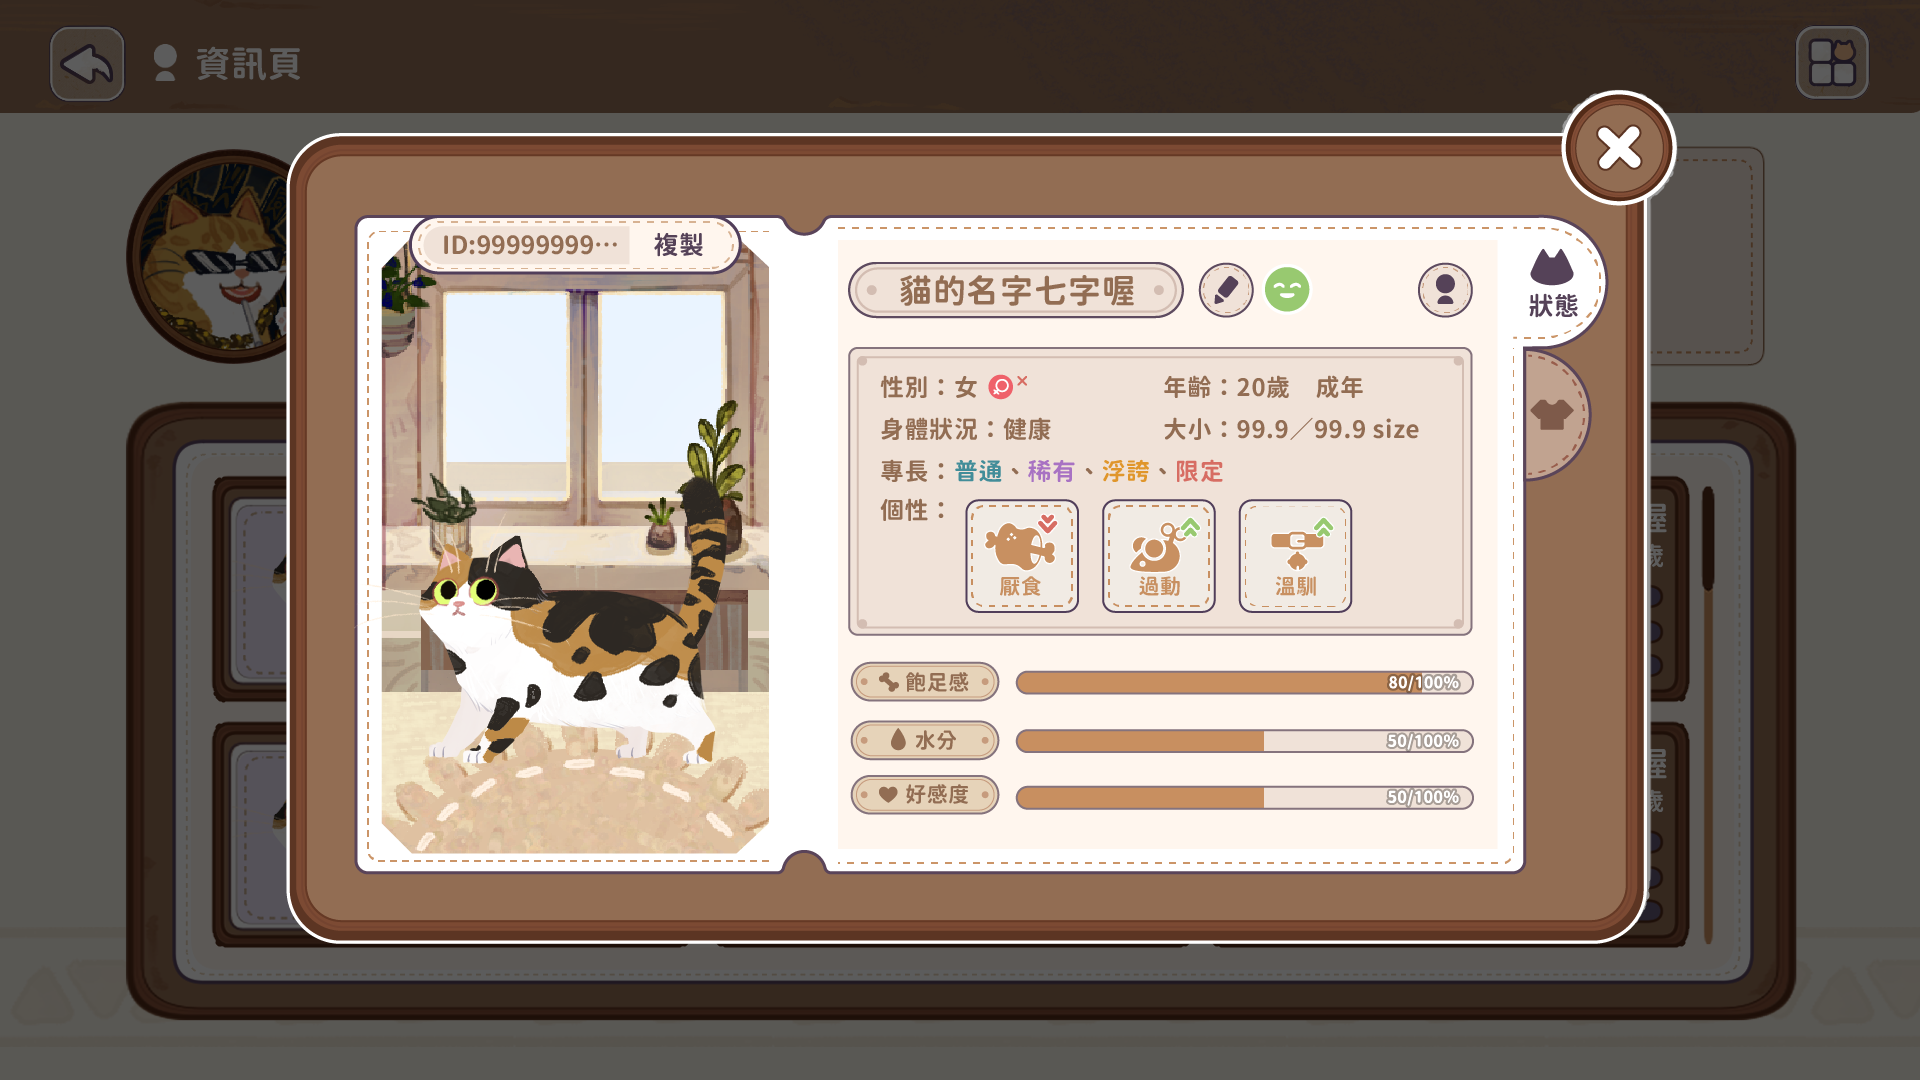 資訊頁
ID:99999999⋯ 複製
貓的名字七字喔
狀態
性別：女 年齡：20歲 成年
身體狀況：健康 大小：99.9／99.9 size
專長：普通、稀有、浮誇、限定
個性：
厭食 過動 溫馴
飽足感 80/100%
水分 50/100%
好感度 50/100%